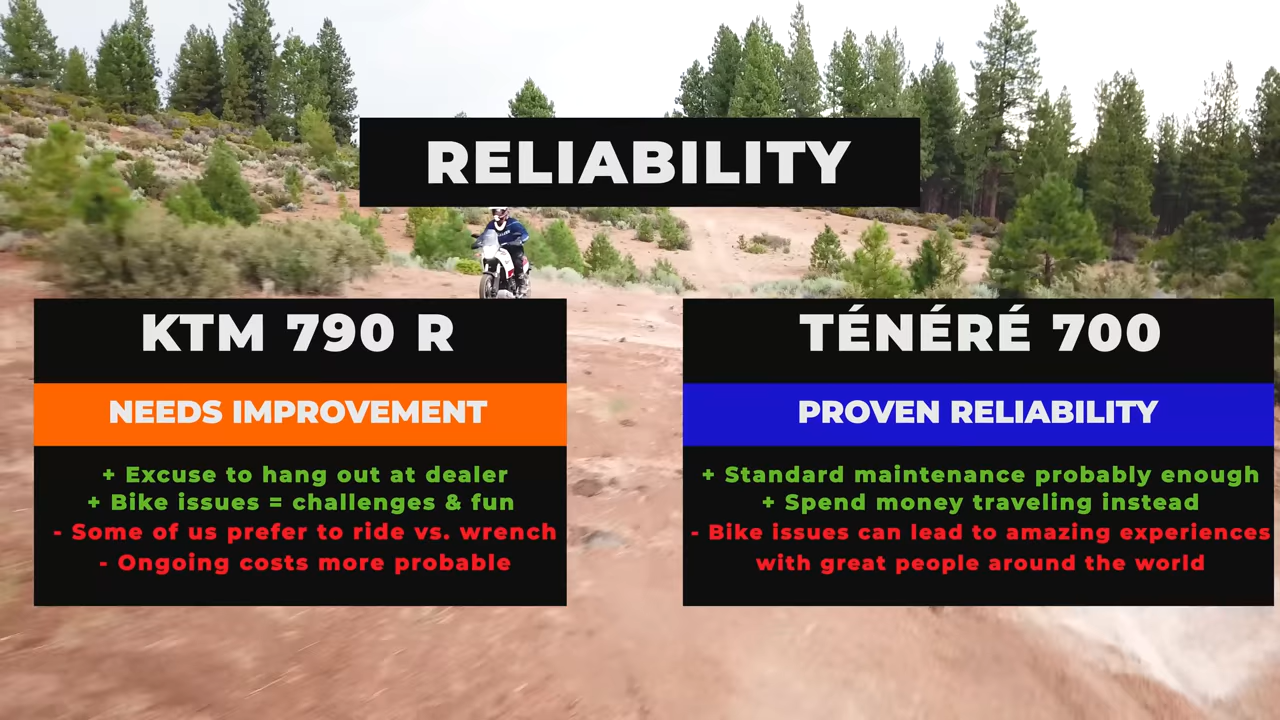 RELIABILITY
KTM 790 R
NEEDS IMPROVEMENT
+ Excuse to hang out at dealer
+ Bike issues = challenges & fun
- Some of us prefer to ride vs. wrench
- Ongoing costs more probable
TÉNÉRÉ 700
PROVEN RELIABILITY
+ Standard maintenance probably enough
+ Spend money traveling instead
- Bike issues can lead to amazing experiences
with great people around the world